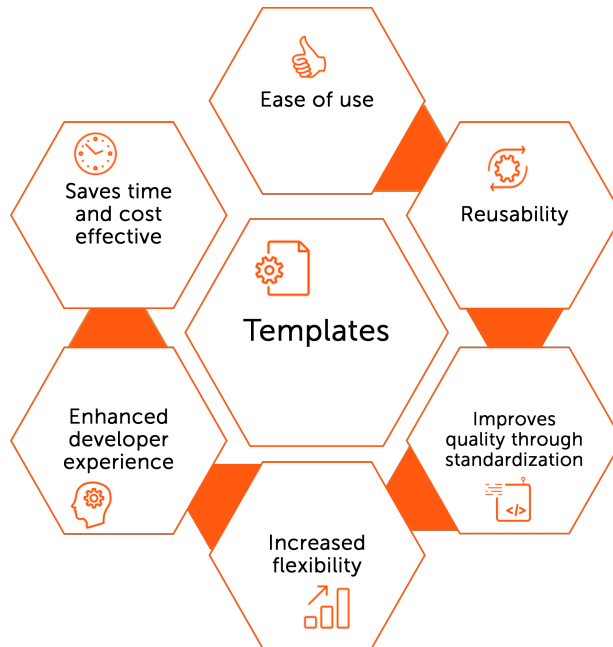 Ease of use
Saves time
and cost
effective
Reusability
Templates
Enhanced
developer
experience
Improves
quality through
standardization
</>
Increased
flexibility